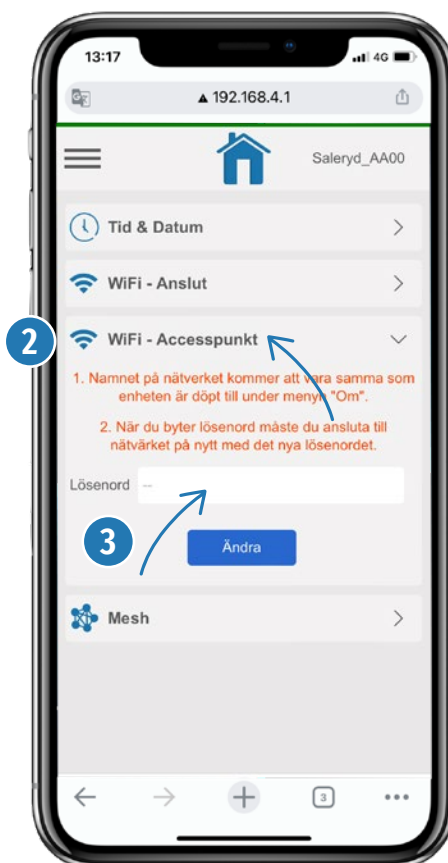 13:17
4G
192.168.4.1
Saleryd_AA00
Tid & Datum
WiFi - Anslut
2
WiFi - Accesspunkt
1. Namnet på nätverket kommer att vara samma som
enheten är döpt till under menyn "Om".
2. När du byter lösenord måste du ansluta till
nätvärket på nytt med det nya lösenordet.
Lösenord --
3
Ändra
Mesh
3